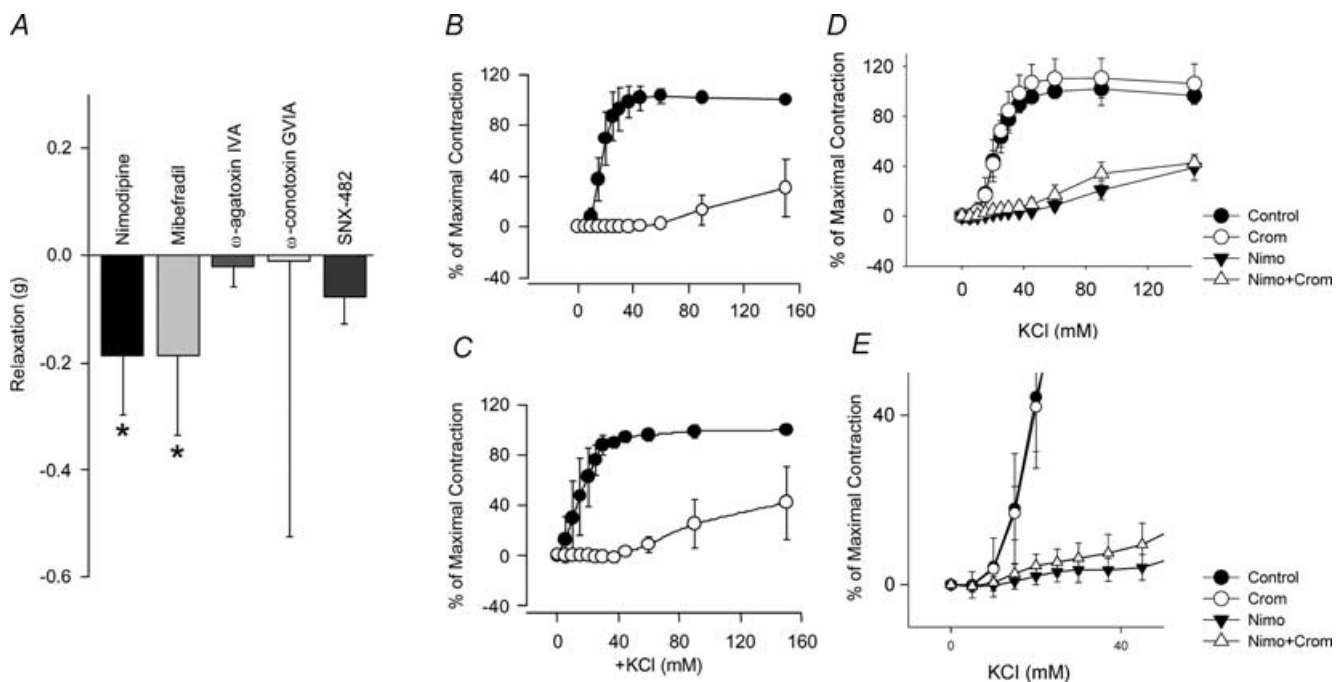 A
Relaxation (g)
0.2
0.0
-0.2
-0.4
-0.6
Nimodipine
Mibefradil
ω-agatoxin IVA
ω-conotoxin GVIA
SNX-482
*
*
B
% of Maximal Contraction
120
80
40
0
-40
0 40 80 120 160
C
% of Maximal Contraction
120
80
40
0
-40
0 40 80 120 160
+KCl (mM)
D
% of Maximal Contraction
120
80
40
0
-40
0 40 80 120
KCl (mM)
Control
Crom
Nimo
Nimo+Crom
E
% of Maximal Contraction
40
0
0 40
KCl (mM)
Control
Crom
Nimo
Nimo+Crom